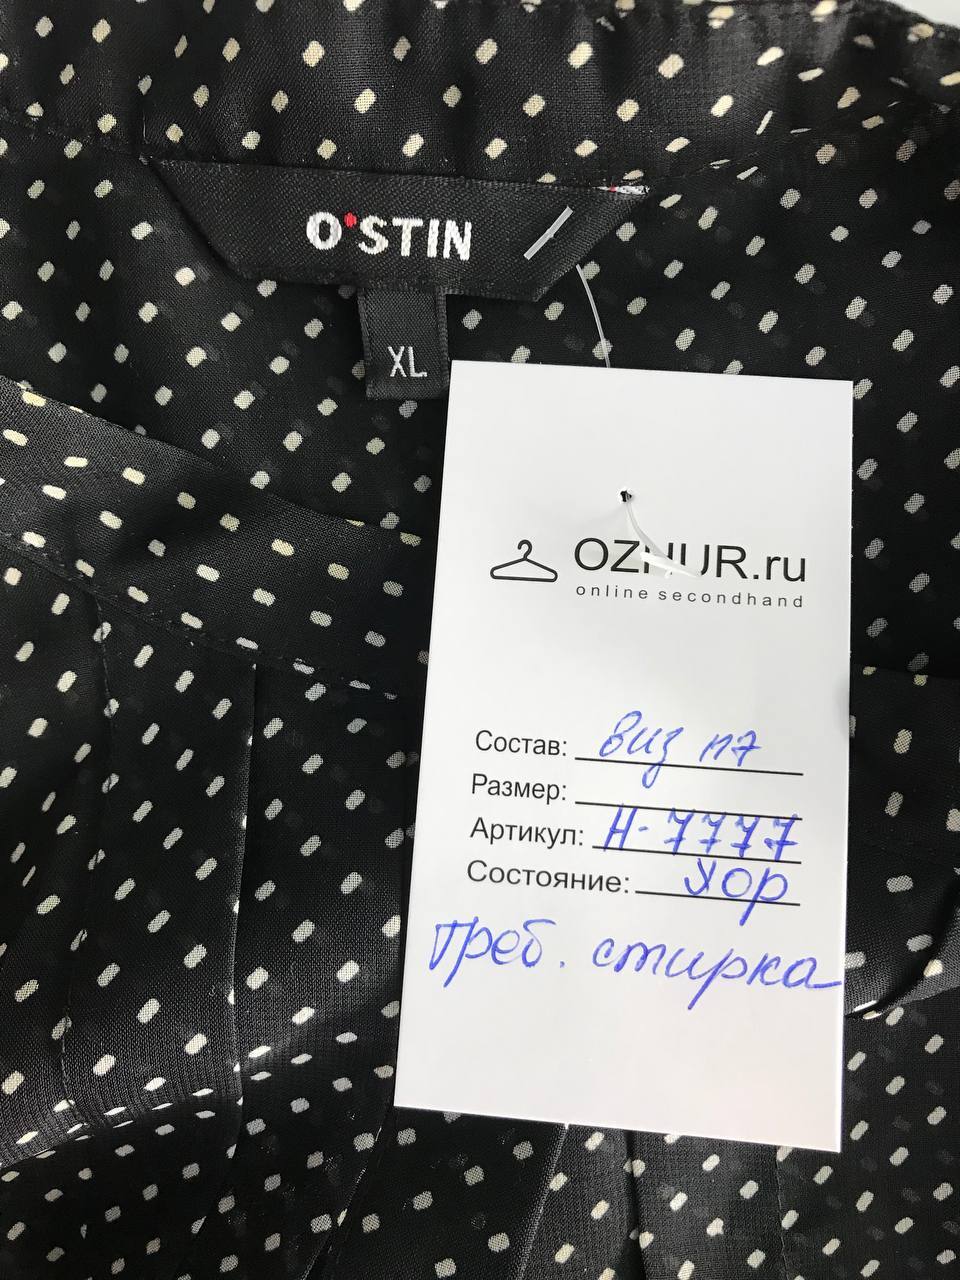 O'STIN
XL
OZHUR.ru
online secondhand
Состав: виз п7
Размер:
Артикул: Н-7777
Состояние: хор
треб. стирка